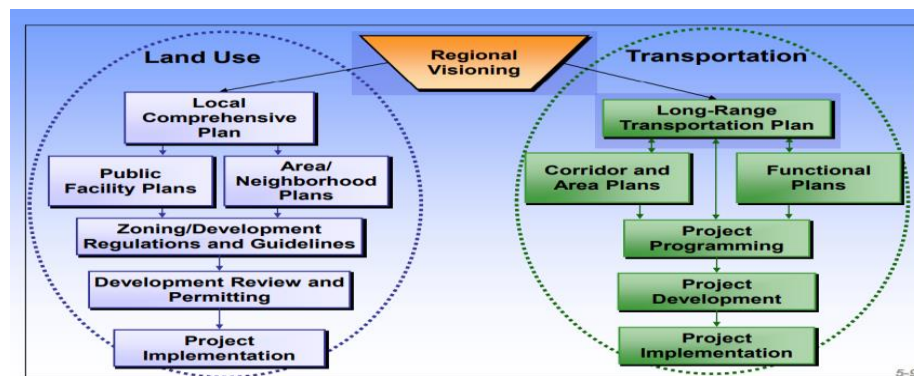 Land Use
Regional
Visioning
Transportation
Local
Comprehensive
Plan
Public
Facility Plans
Area/
Neighborhood
Plans
Zoning/Development
Regulations and Guidelines
Development Review and
Permitting
Project
Implementation
Long-Range
Transportation Plan
Corridor and
Area Plans
Functional
Plans
Project
Programming
Project
Development
Project
Implementation